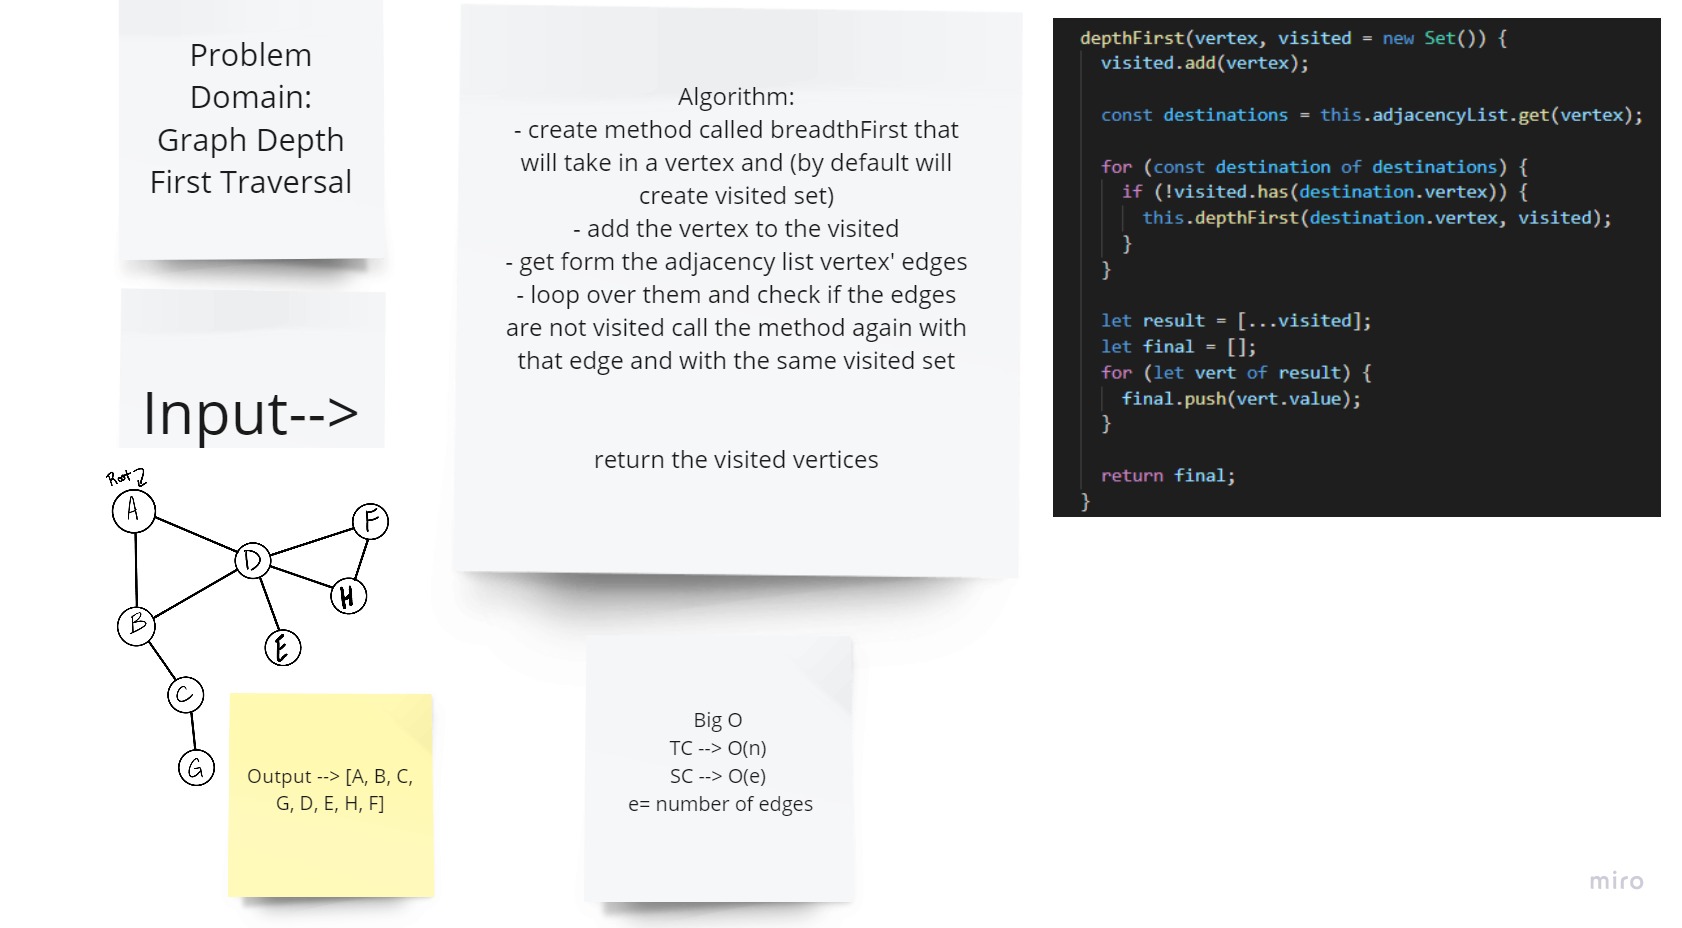 Problem
Domain:
Graph Depth
First Traversal
Input-->
Root
A
F
D
H
B
E
C
G
Output --> [A, B, C,
G, D, E, H, F]
Algorithm:
- create method called breadthFirst that
will take in a vertex and (by default will
create visited set)
- add the vertex to the visited
- get form the adjacency list vertex' edges
- loop over them and check if the edges
are not visited call the method again with
that edge and with the same visited set
return the visited vertices
Big O
TC --> O(n)
SC --> O(e)
e= number of edges
depthFirst(vertex, visited = new Set()) {
visited.add(vertex);
const destinations = this.adjacencyList.get(vertex);
for (const destination of destinations) {
if (!visited.has(destination.vertex)) {
this.depthFirst(destination.vertex, visited);
}
}
let result = [...visited];
let final = [];
for (let vert of result) {
final.push(vert.value);
}
return final;
}
miro